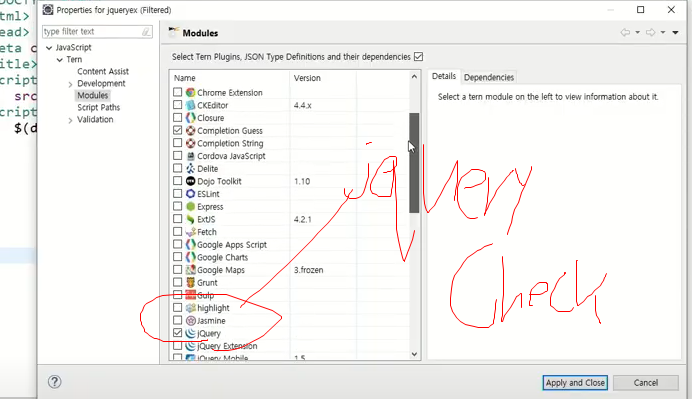 Properties for jqueryex (Filtered)
html>
ead>
eta c
itle>
cript
src
cript
$(d
type filter text
JavaScript
Tern
Content Assist
Development
Modules
Script Paths
Validation
Modules
Select Tern Plugins, JSON Type Definitions and their dependencies
Name Version
Chrome Extension
CKEditor 4.4.x
Closure
Completion Guess
Completion String
Cordova JavaScript
Delite
Dojo Toolkit 1.10
ESLint
Express
ExtJS 4.2.1
Fetch
Google Apps Script
Google Charts
Google Maps 3.frozen
Grunt
Gulp
highlight
Jasmine
jQuery
jQuery Extension
jQuery Mobile 1.5
Details Dependencies
Select a tern module on the left to view information about it.
jquery
Check
?
Apply and Close Cancel